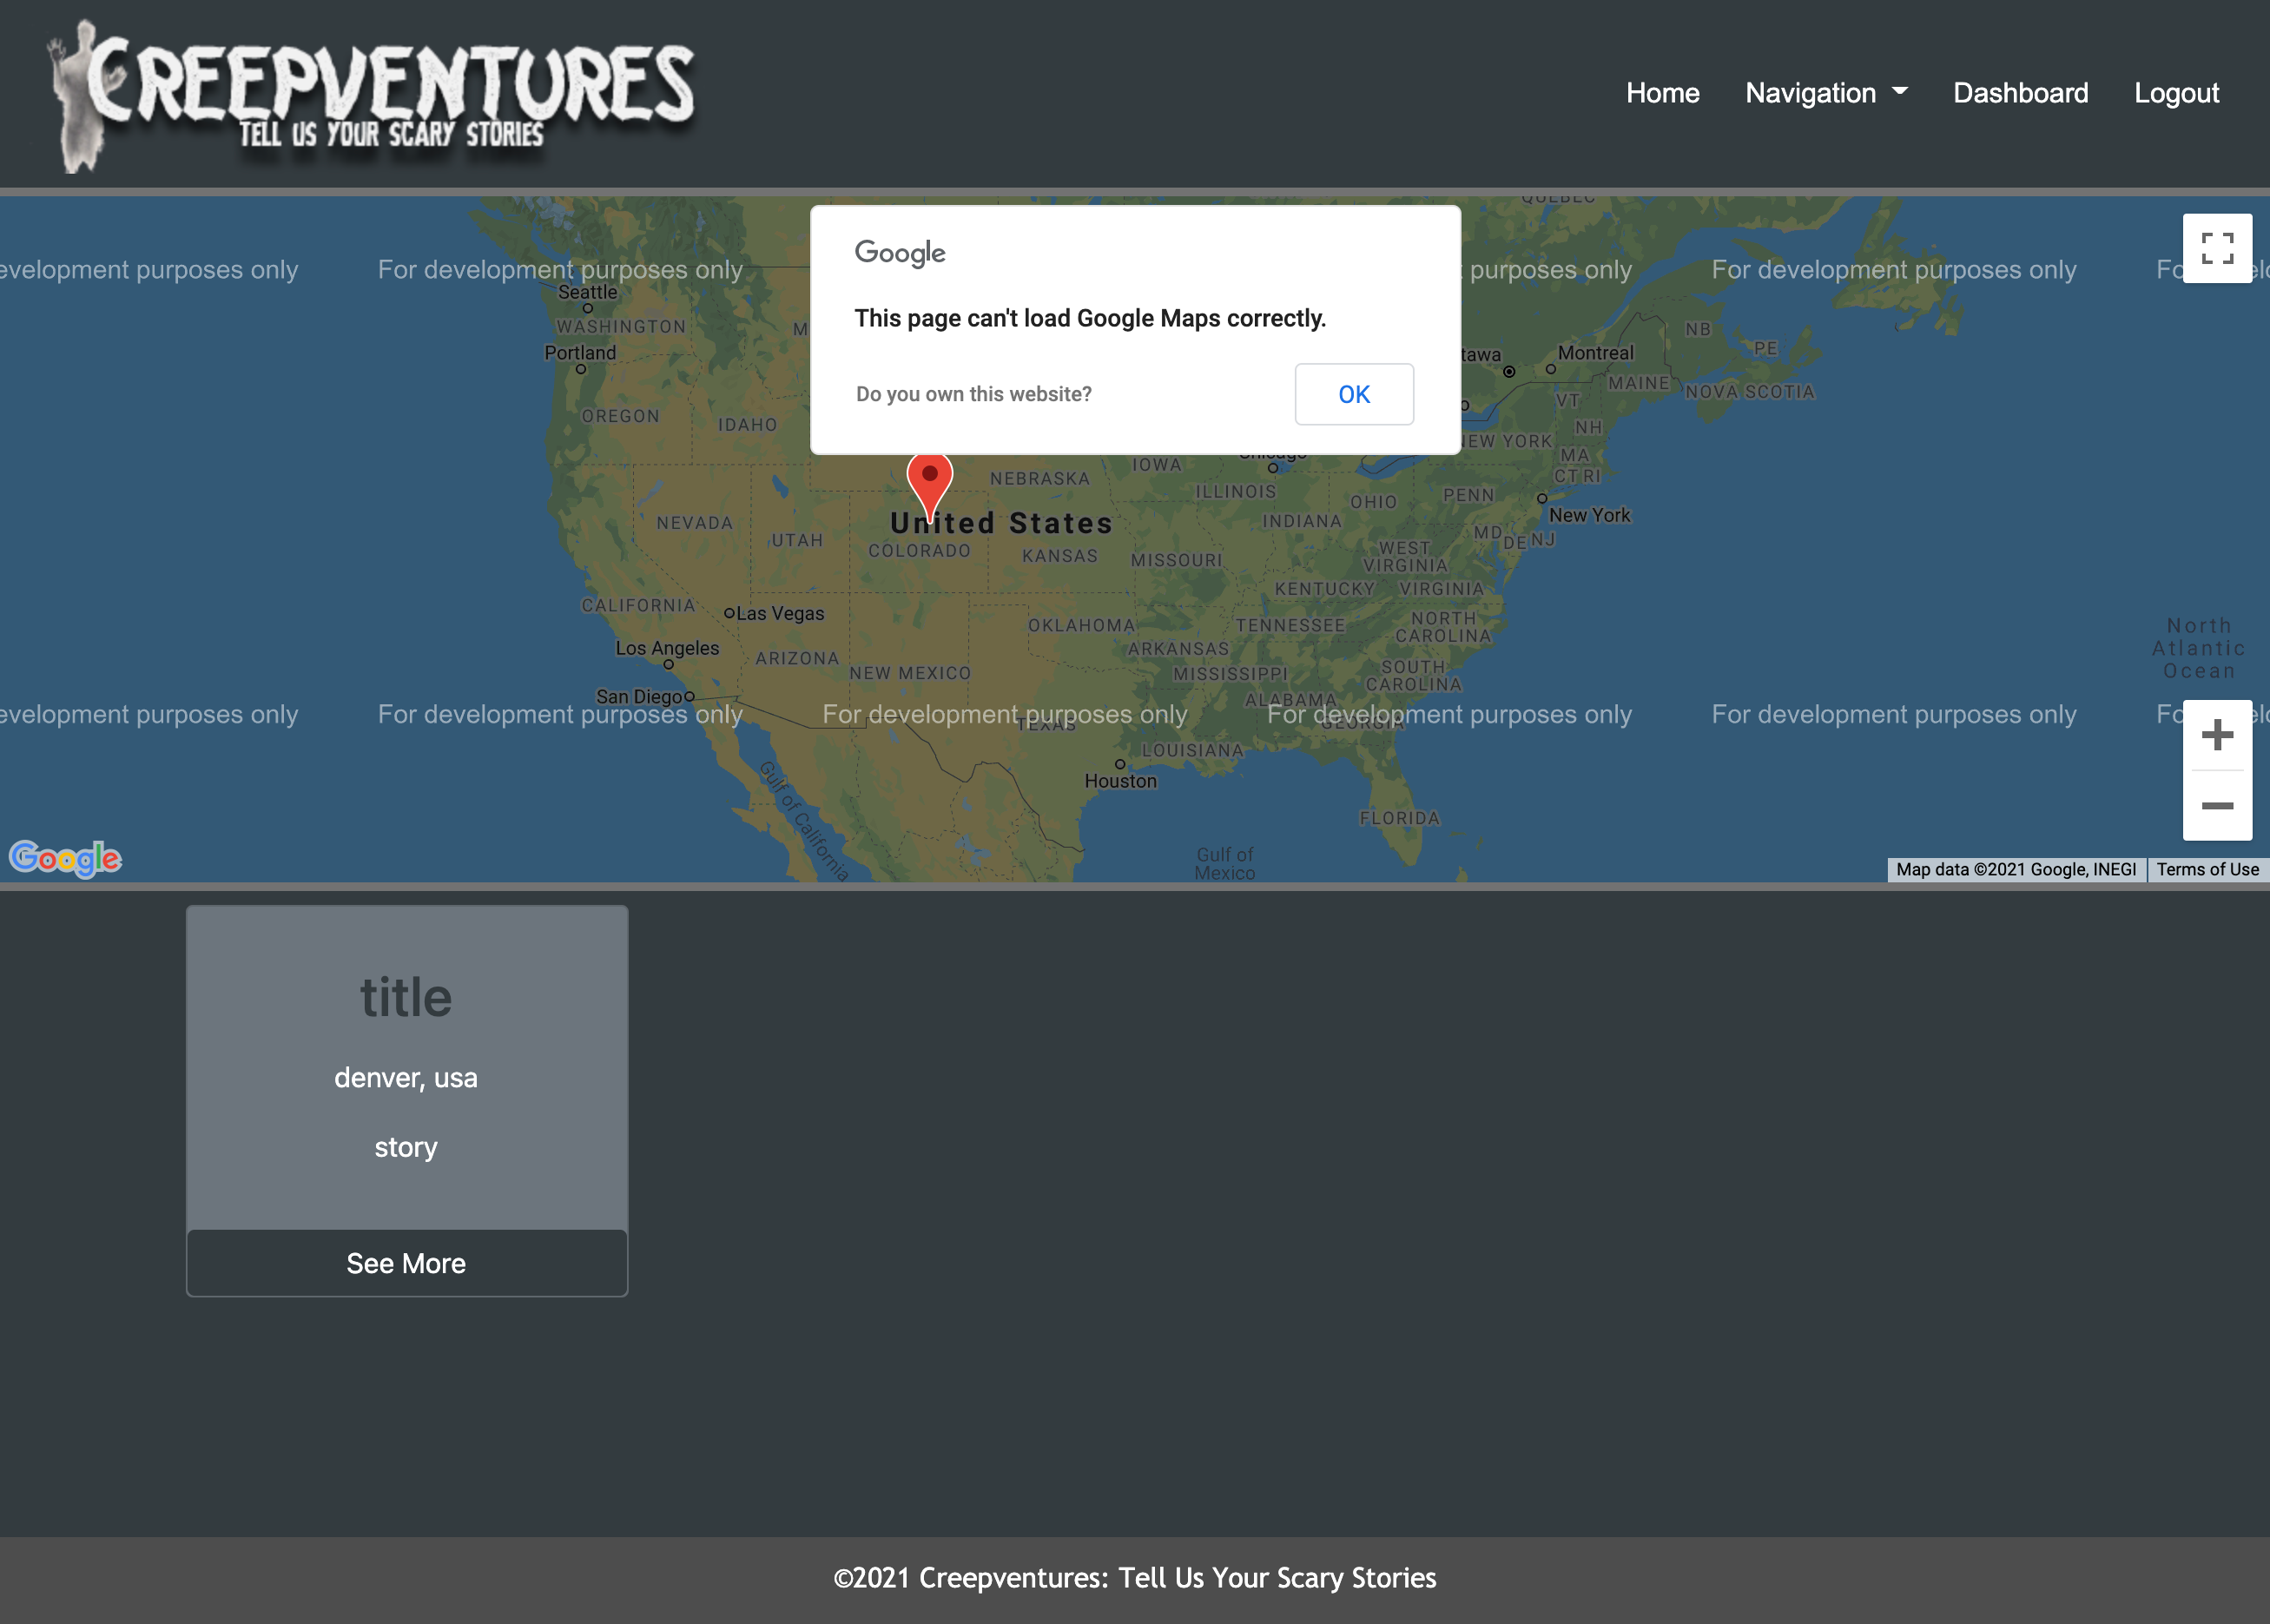 CREEPVENTURES
TELL US YOUR SCARY STORIES
Home
Navigation
Dashboard
Logout
QUEBEC
Google
This page can't load Google Maps correctly.
Do you own this website?
OK
evelopment purposes only
For development purposes only
purposes only
For development purposes only
Seattle
WASHINGTON
Portland
OREGON
IDAHO
Montreal
NB
PE
MAINE
NOVA SCOTIA
VT
NH
NEW YORK
MA
CT RI
Chicago
IOWA
NEBRASKA
ILLINOIS
OHIO
PENN
INDIANA
New York
NEVADA
United States
UTAH
COLORADO
KANSAS
MISSOURI
MD
DE
NJ
WEST
VIRGINIA
KENTUCKY
VIRGINIA
CALIFORNIA
Las Vegas
OKLAHOMA
TENNESSEE
NORTH
CAROLINA
North
Atlantic
Ocean
Los Angeles
ARIZONA
NEW MEXICO
ARKANSAS
MISSISSIPPI
SOUTH
CAROLINA
San Diego
ALABAMA
GEORGIA
evelopment purposes only
For development purposes only
For development purposes only
For development purposes only
For development purposes only
TEXAS
LOUISIANA
Houston
Gulf of California
FLORIDA
Gulf of
Mexico
Google
Map data ©2021 Google, INEGI
Terms of Use
title
denver, usa
story
See More
©2021 Creepventures: Tell Us Your Scary Stories